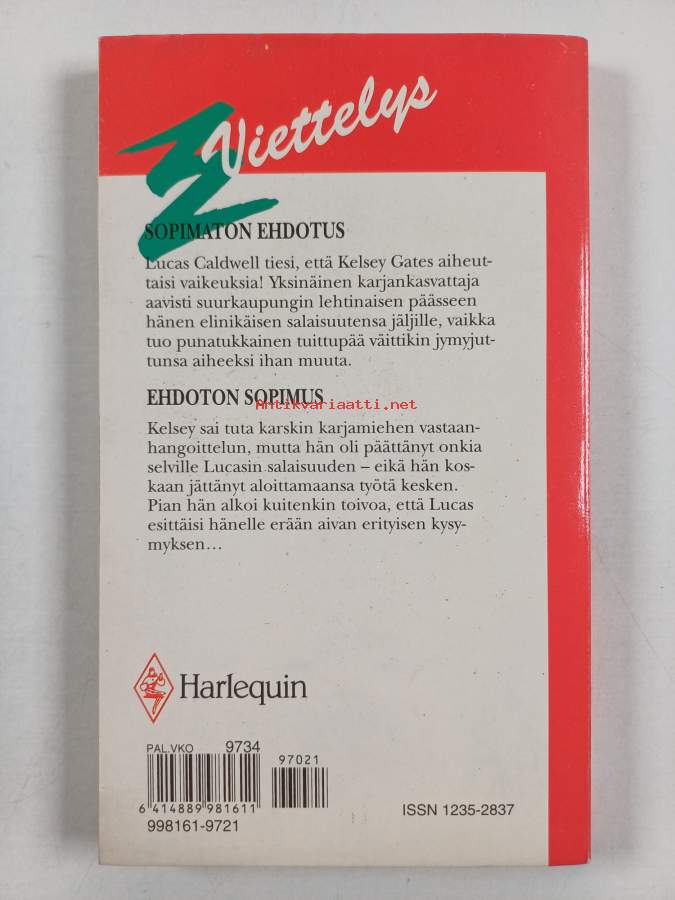 Viettelys
SOPIMATON EHDOTUS
Lucas Caldwell tiesi, että Kelsey Gates aiheut-
taisi vaikeuksia! Yksinäinen karjankasvattaja
aavisti suurkaupungin lehtinaisen päässeen
hänen elinikäisen salaisuutensa jäljille, vaikka
tuo punatukkainen tuittupää väittikin jymyjut-
tunsa aiheeksi ihan muuta.
EHDOTON SOPIMUS
Antikvariaatti.net
Kelsey sai tuta karskin karjamiehen vastaan-
hangoittelun, mutta hän oli päättänyt onkia
selville Lucasin salaisuuden – eikä hän kos-
kaan jättänyt aloittamaansa työtä kesken.
Pian hän alkoi kuitenkin toivoa, että Lucas
esittäisi hänelle erään aivan erityisen kysy-
myksen…
Harlequin
PAL.VKO 9734
97021
6 414889 981611
998161-9721
ISSN 1235-2837